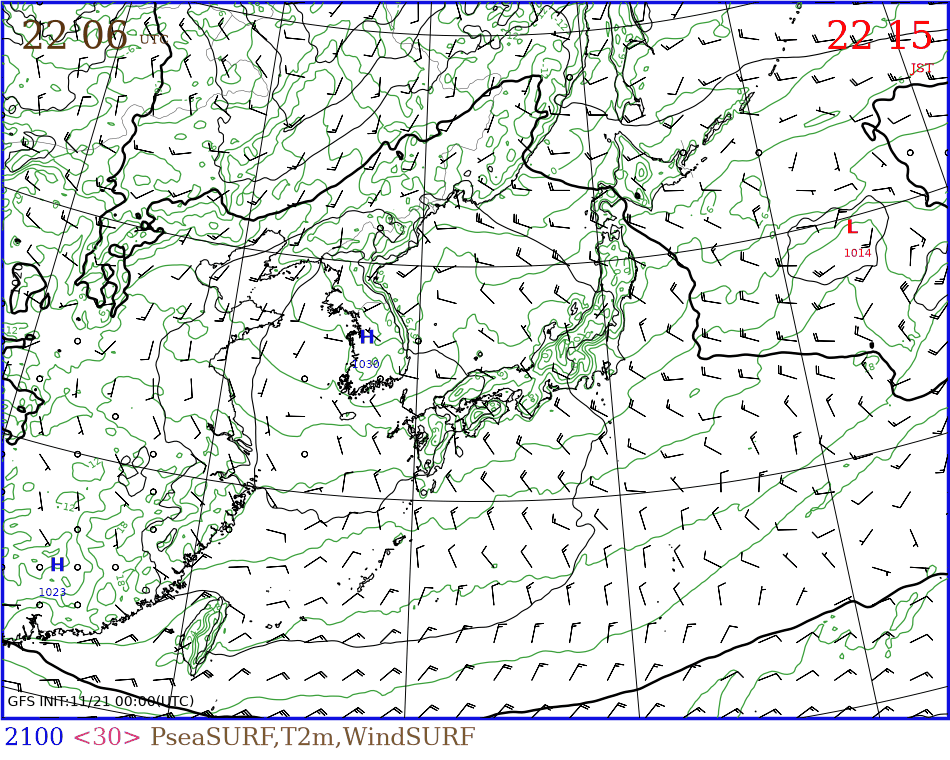 22 06 UTC
22 15
JST
L
1014
H
1030
H
1023
GFS INIT:11/21 00:00(UTC)
2100 <30> PseaSURF,T2m,WindSURF